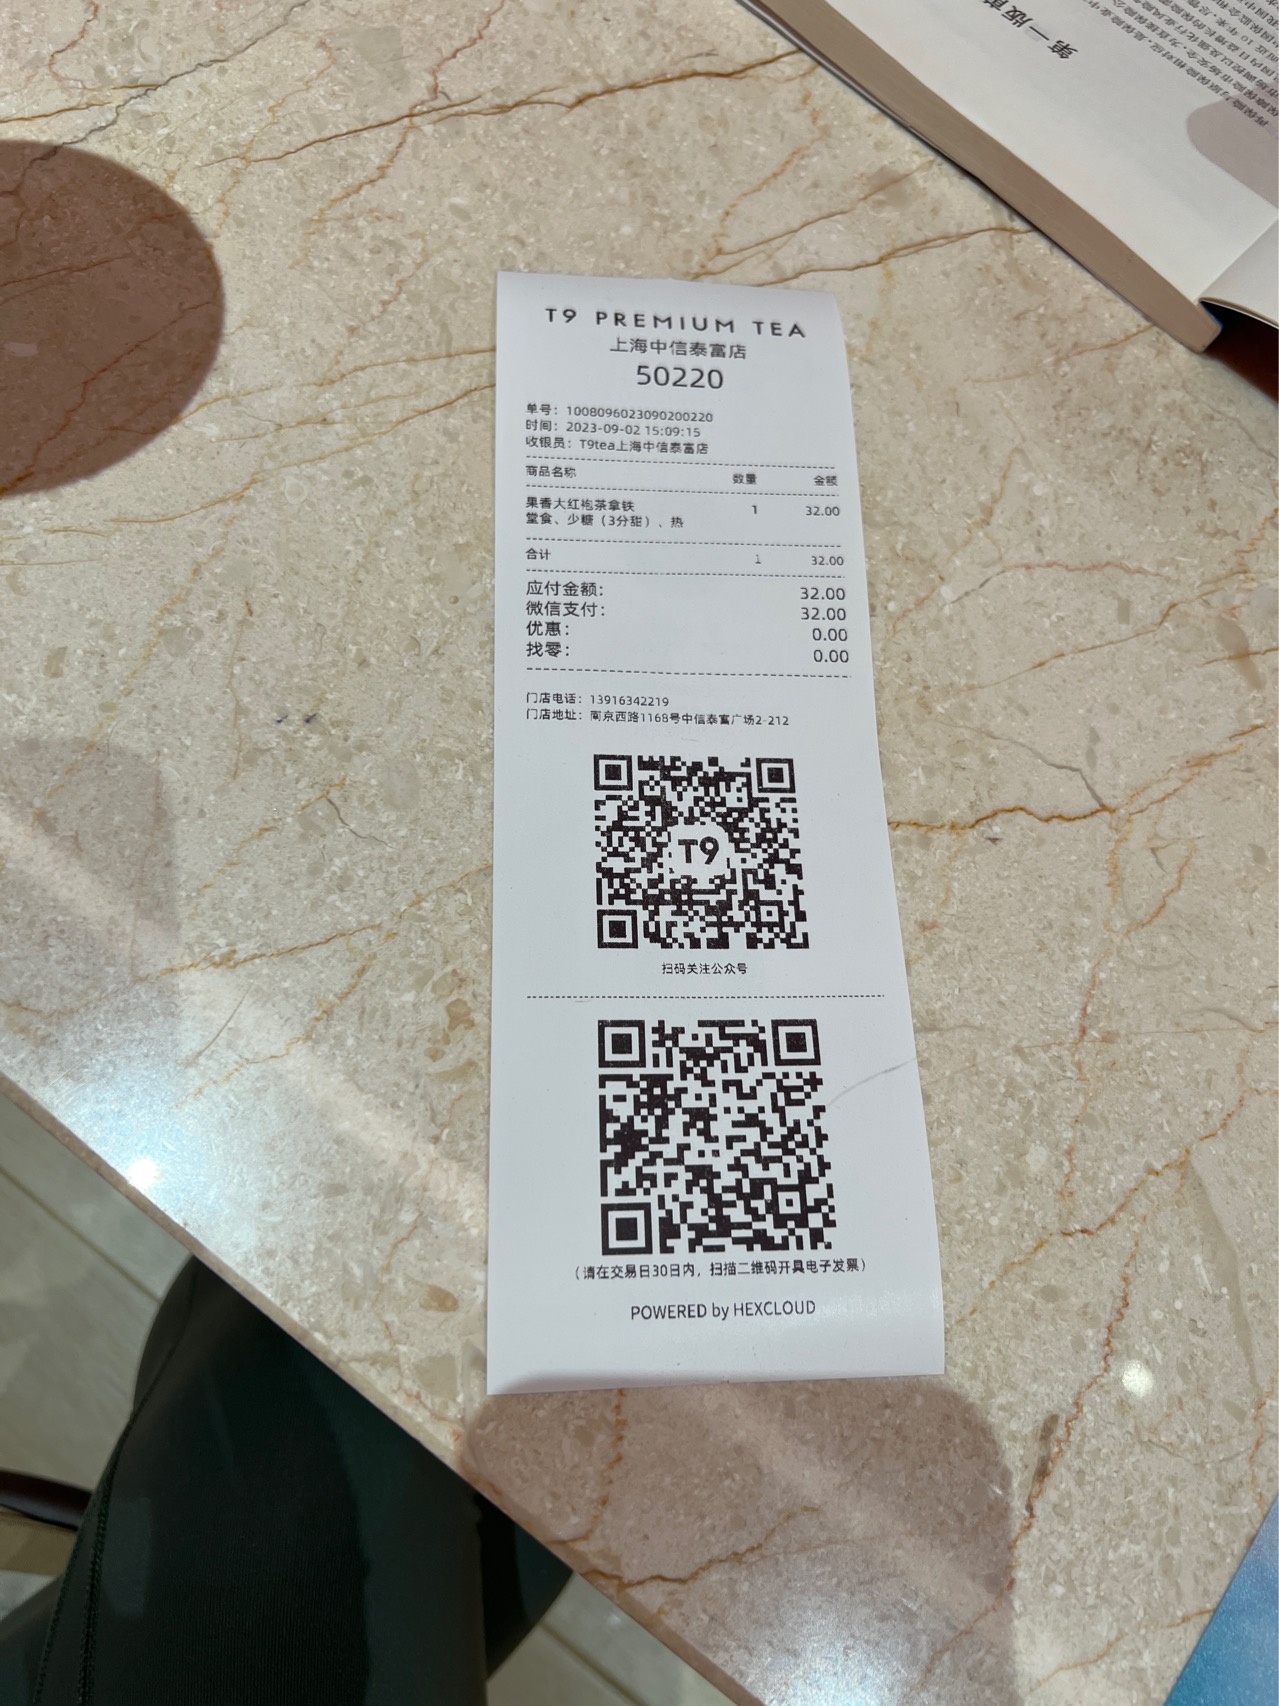 第一版前
T9 PREMIUM TEA
上海中信泰富店
50220
单号：1008096023090200220
时间：2023-09-02 15:09:15
收银员：T9tea上海中信泰富店
商品名称 数量 金额
果香大红袍茶拿铁 1 32.00
堂食、少糖（3分甜）、热
合计 1 32.00
应付金额： 32.00
微信支付： 32.00
优惠： 0.00
找零： 0.00
门店电话：13916342219
门店地址：南京西路1168号中信泰富广场2-212
T9
扫码关注公众号
（请在交易日30日内，扫描二维码开具电子发票）
POWERED by HEXCLOUD